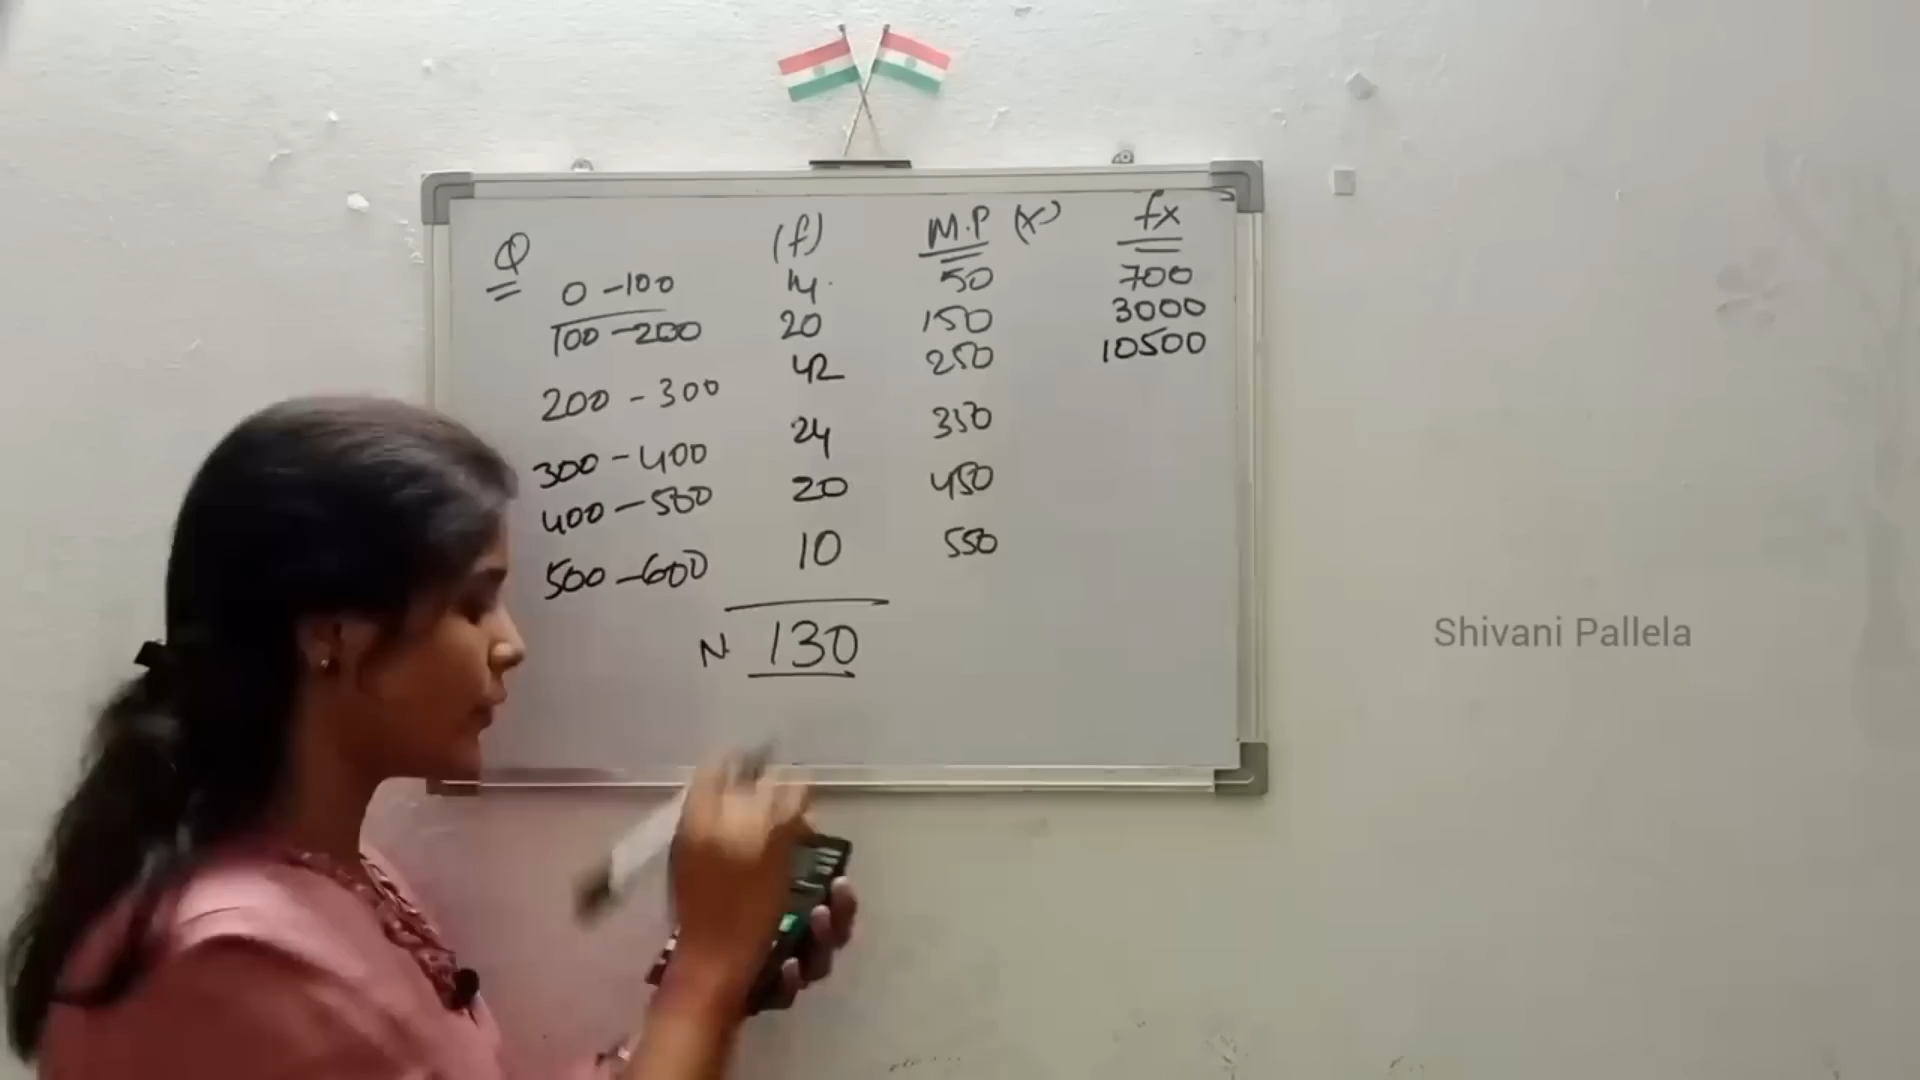 Q (f) M.P (x) fx
0-100 14 50 700
100-200 20 150 3000
200-300 42 250 10500
300-400 24 350
400-500 20 450
500-600 10 550
N 130
Shivani Pallela